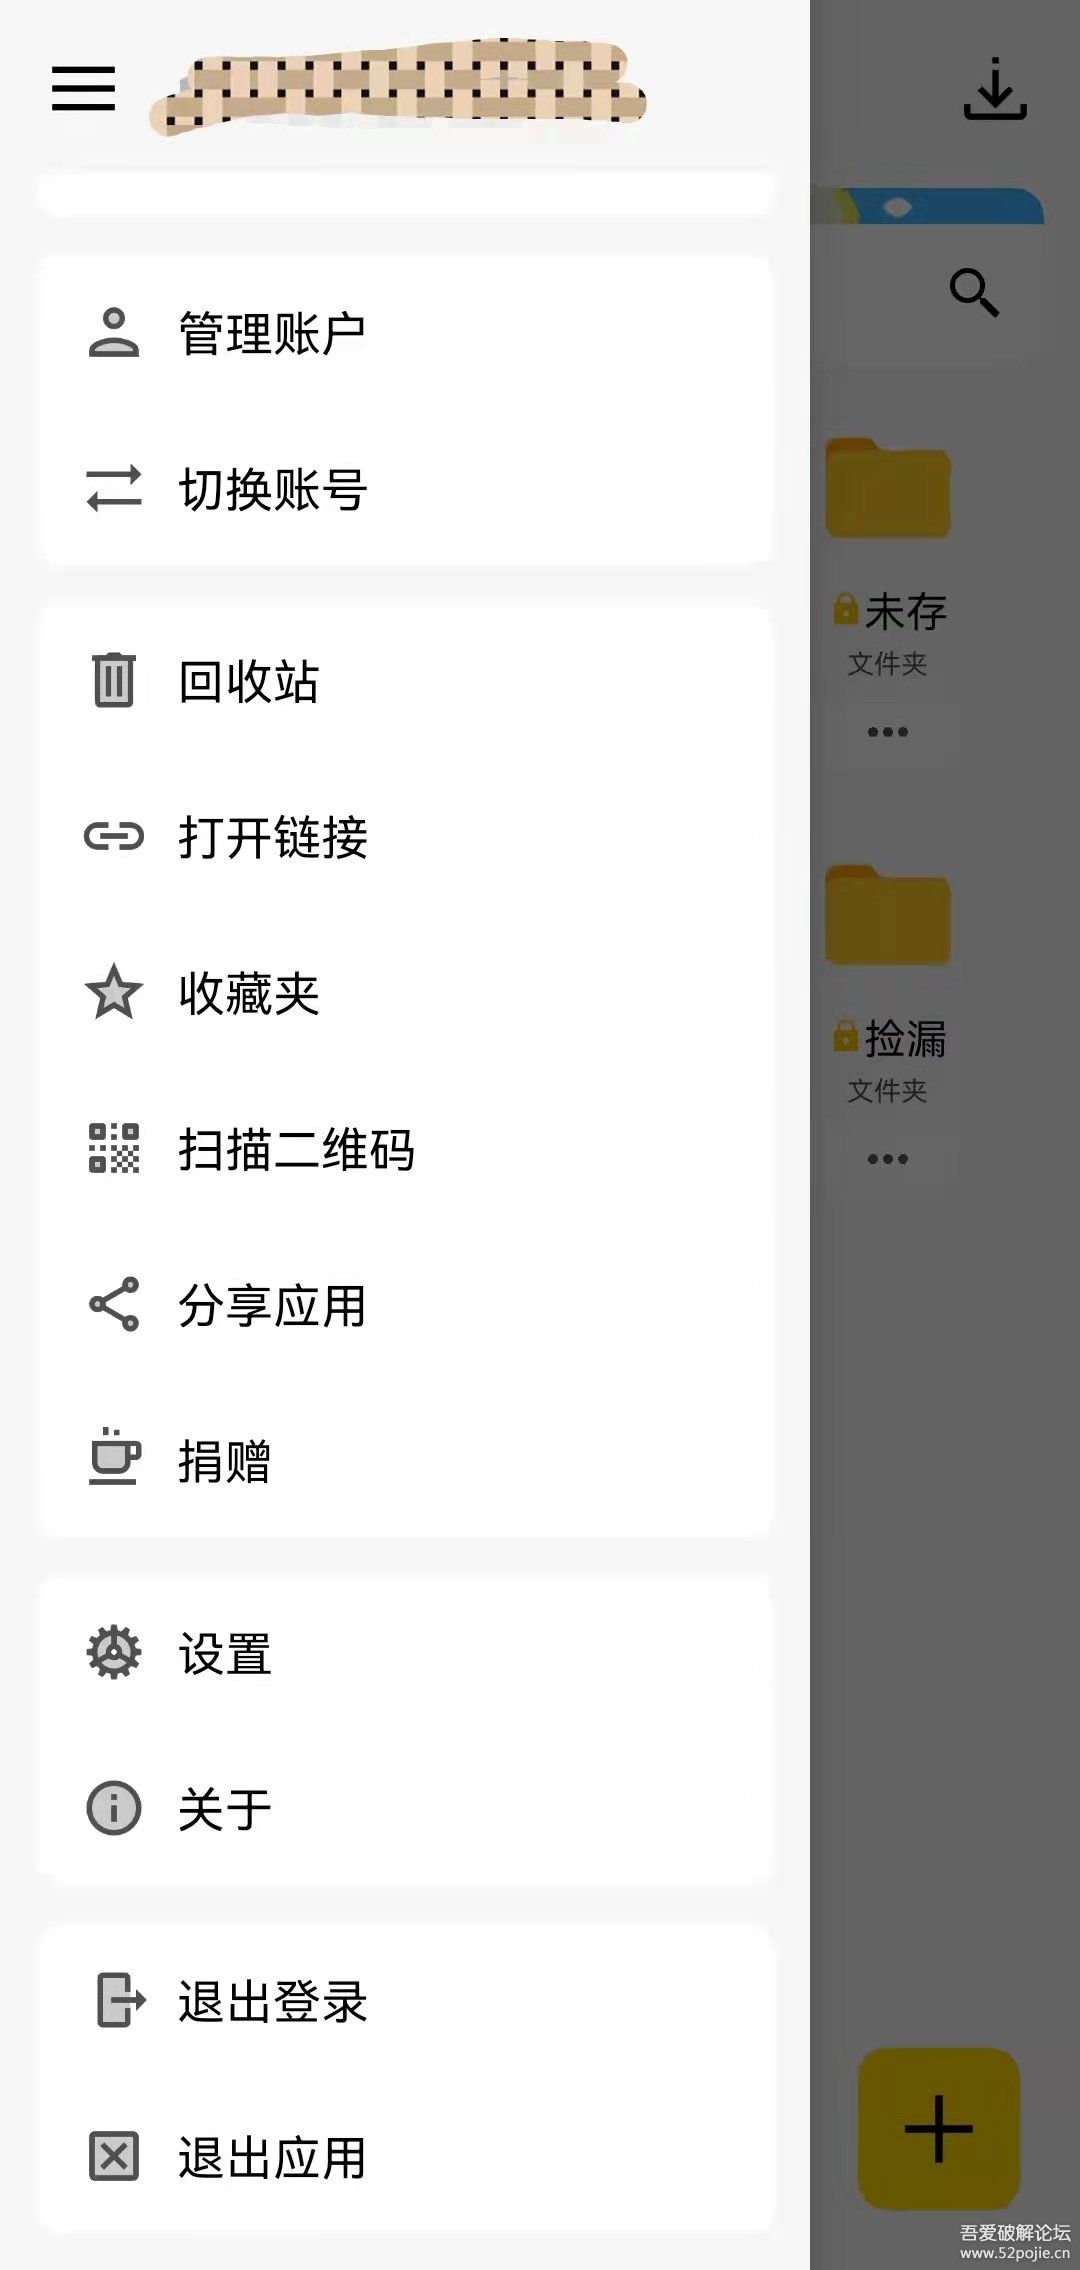 管理账户
切换账号
回收站
打开链接
收藏夹
扫描二维码
分享应用
捐赠
设置
关于
退出登录
退出应用
未存
文件夹
捡漏
文件夹
吾爱破解论坛
www.52pojie.cn